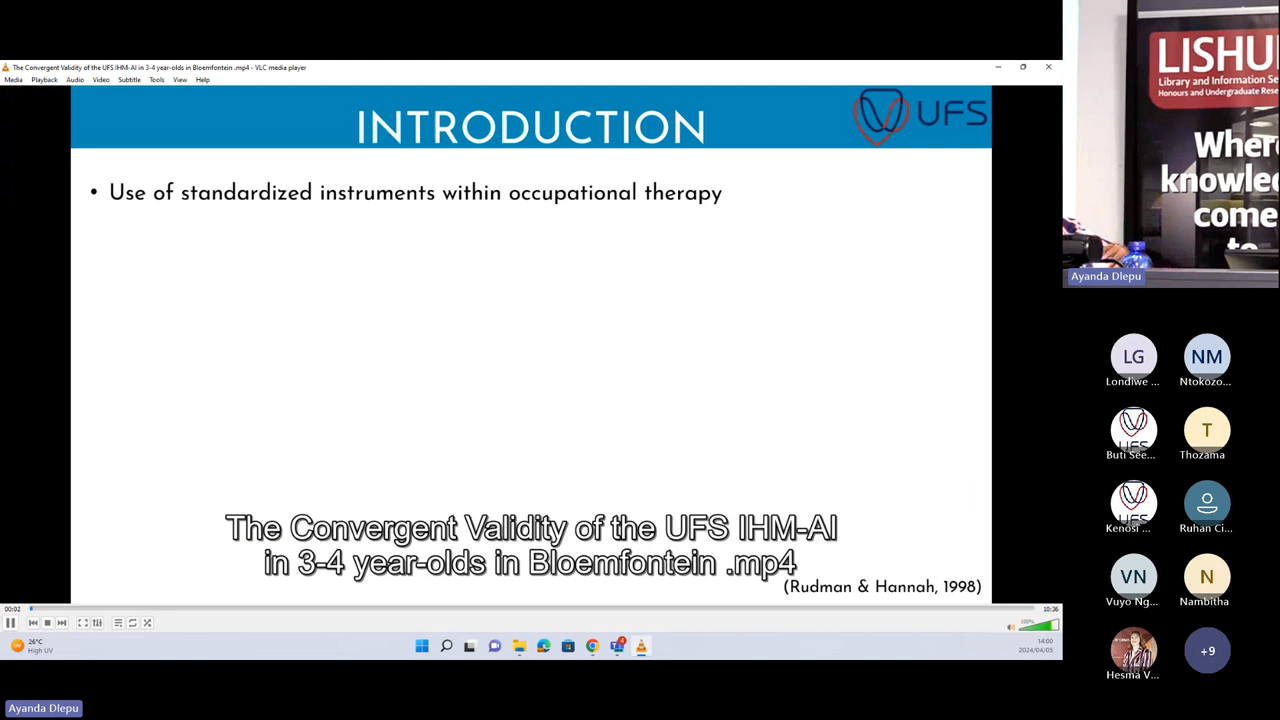 The Convergent Validity of the UFS IHM-AI in 3-4 year-olds in Bloemfontein .mp4 - VLC media player
Media Playback Audio Video Subtitle Tools View Help
INTRODUCTION
UFS
• Use of standardized instruments within occupational therapy
The Convergent Validity of the UFS IHM-AI
in 3-4 year-olds in Bloemfontein .mp4
(Rudman & Hannah, 1998)
00:02
10:36
100%
26°C
High UV
4
14:00
2024/04/05
Ayanda Dlepu
LISHU
Library and Information Se
Honours and Undergraduate Rese
Where
knowled
come
to
Ayanda Dlepu
LG
Londiwe ...
NM
Ntokozo...
UFS
Buti See...
T
Thozama
UFS
Kenosi ...
Ruhan Ci...
VN
Vuyo Ng...
N
Nambitha
Hesma V...
+9